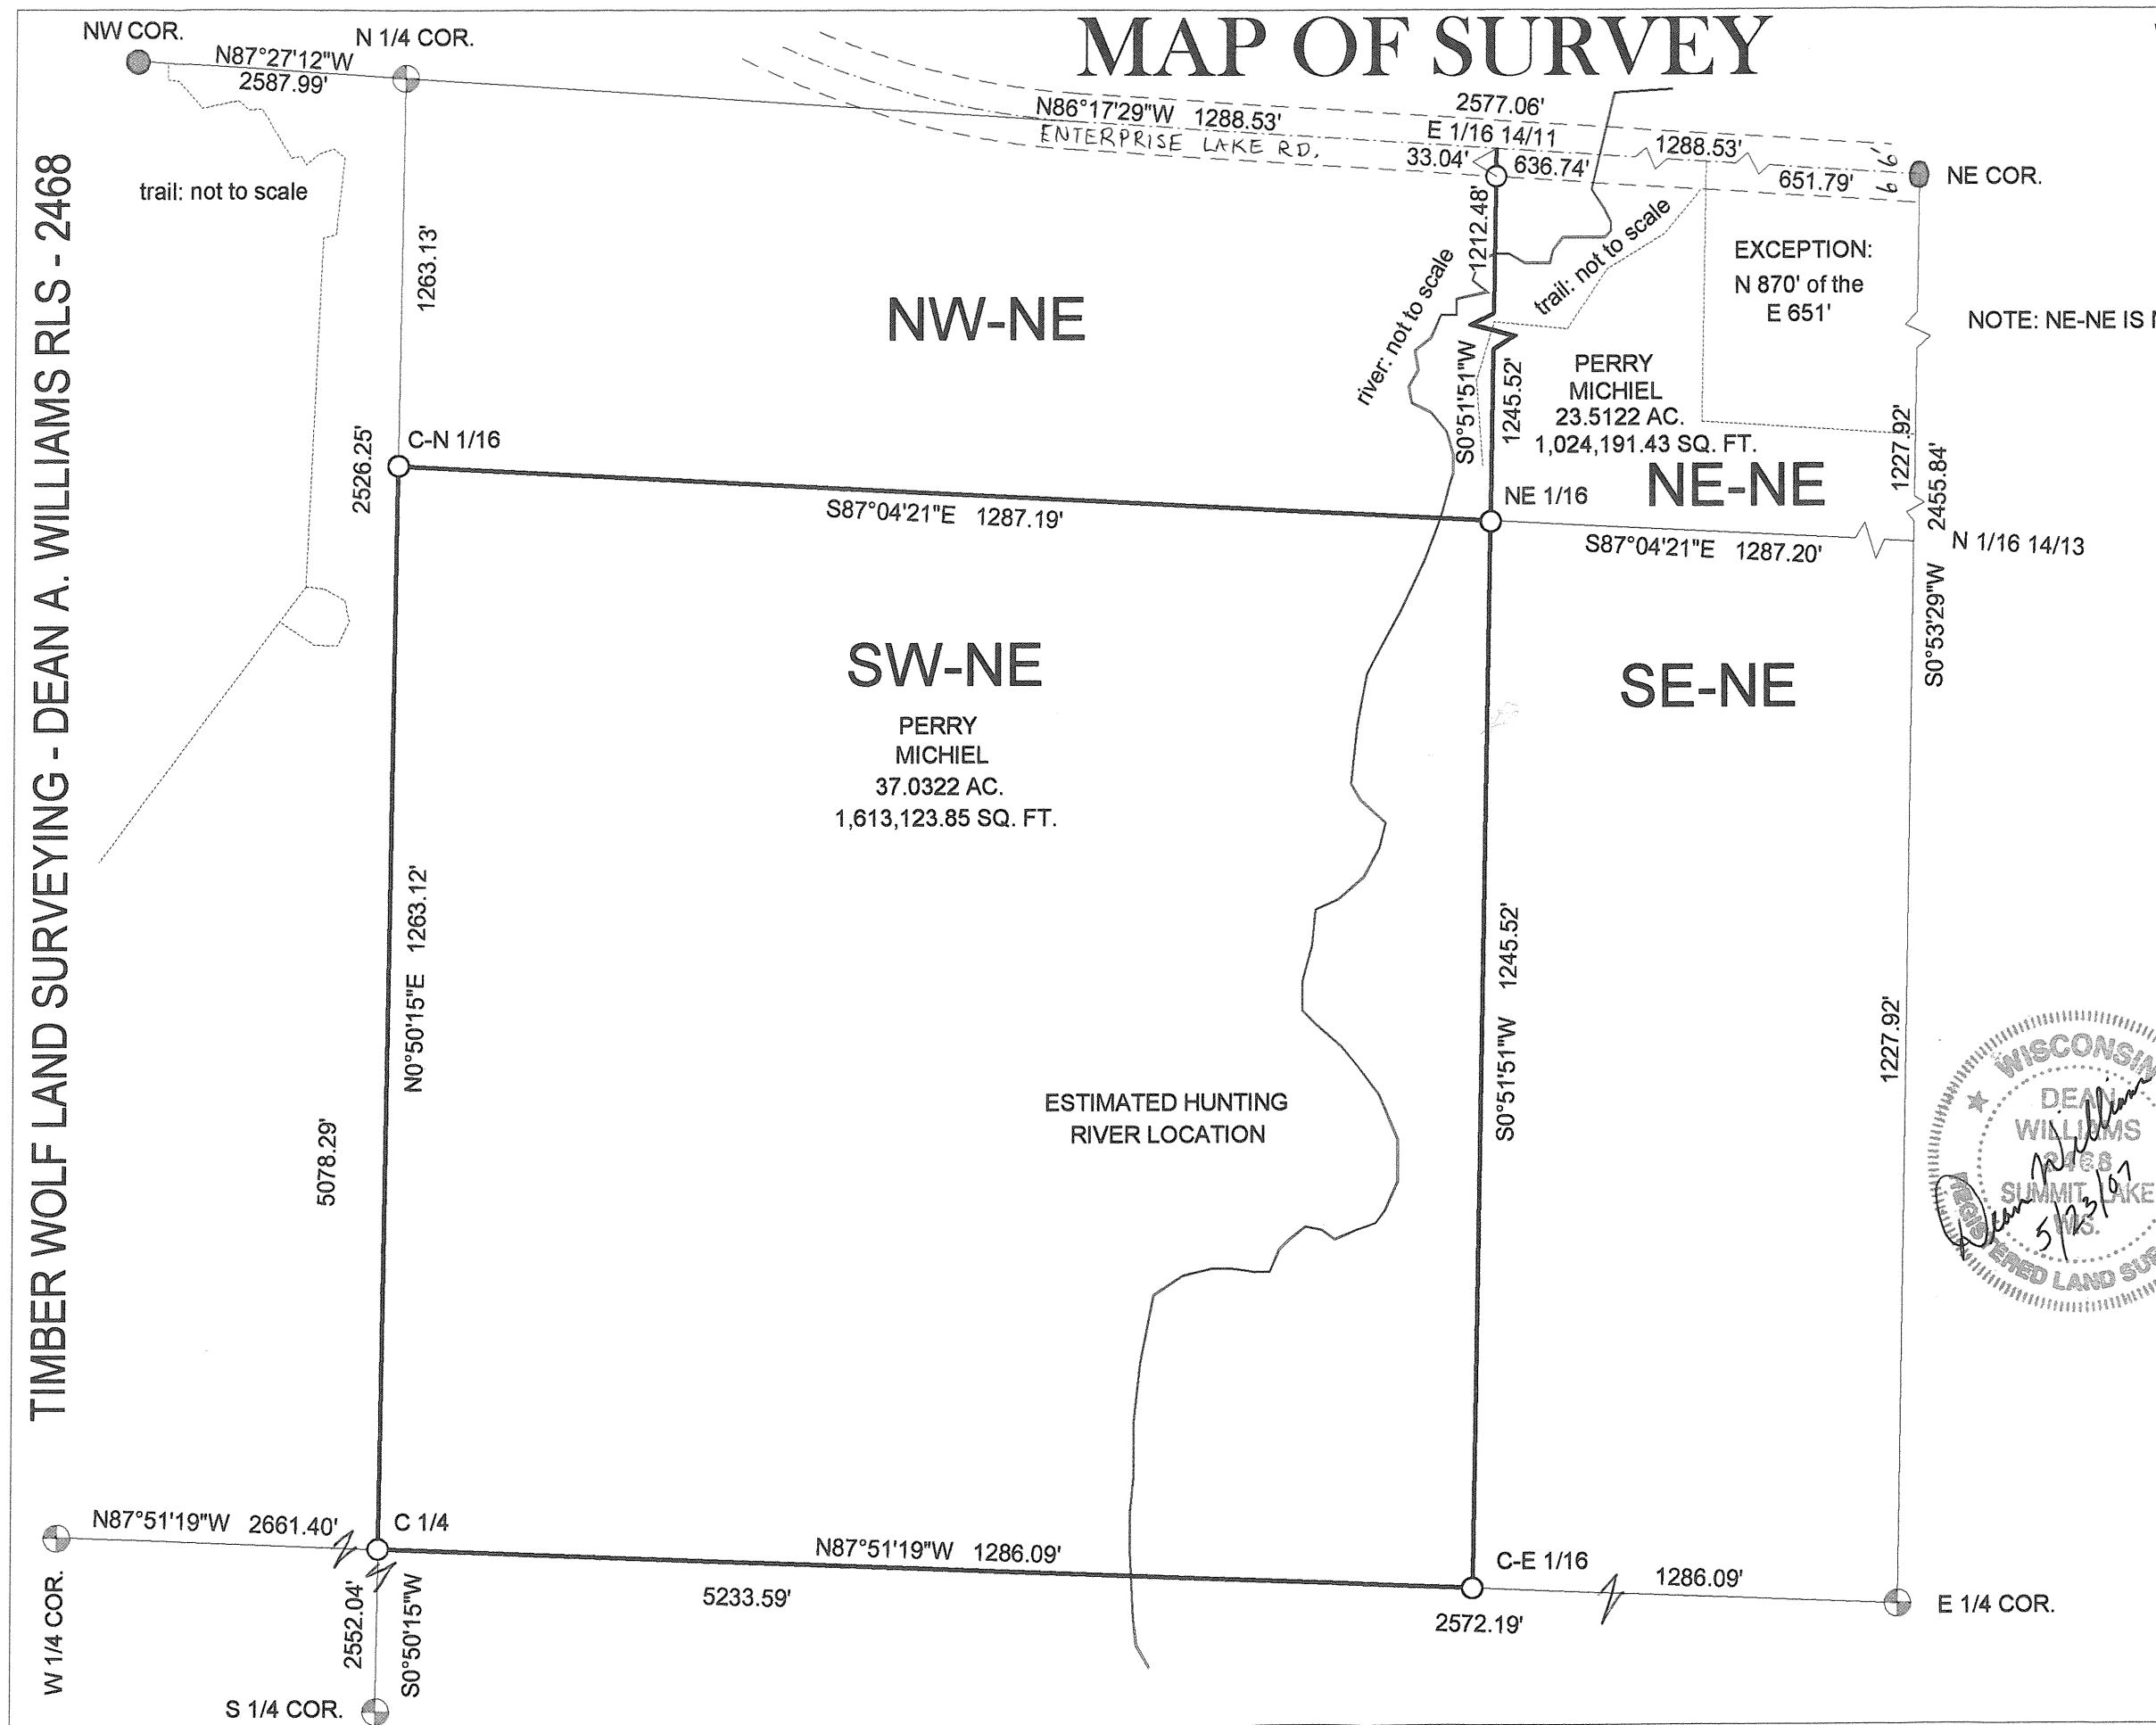 MAP OF SURVEY
NW COR.
N87°27'12"W
2587.99'
N 1/4 COR.
N86°17'29"W 1288.53'
2577.06'
ENTERPRISE LAKE RD.
E 1/16 14/11
33.04'
636.74'
1288.53'
651.79'
66'
NE COR.
trail: not to scale
TIMBER WOLF LAND SURVEYING - DEAN A. WILLIAMS RLS - 2468
1263.13'
NW-NE
river: not to scale
1212.48'
trail: not to scale
EXCEPTION:
N 870' of the
E 651'
NOTE: NE-NE IS
S0°51'51"W
1245.52'
PERRY
MICHIEL
23.5122 AC.
1,024,191.43 SQ. FT.
1227.92'
2455.84'
2526.25'
C-N 1/16
S87°04'21"E 1287.19'
NE 1/16
NE-NE
S87°04'21"E 1287.20'
N 1/16 14/13
S0°53'29"W
SW-NE
PERRY
MICHIEL
37.0322 AC.
1,613,123.85 SQ. FT.
SE-NE
N0°50'15"E 1263.12'
5078.29'
ESTIMATED HUNTING
RIVER LOCATION
S0°51'51"W 1245.52'
1227.92'
WISCONSIN
DEAN
WILLIAMS
2468
SUMMIT LAKE
WIS.
REGISTERED LAND SUR
Dean Williams
5/23/07
N87°51'19"W 2661.40'
C 1/4
N87°51'19"W 1286.09'
5233.59'
C-E 1/16
1286.09'
2572.19'
E 1/4 COR.
W 1/4 COR.
2552.04'
S0°50'15"W
S 1/4 COR.